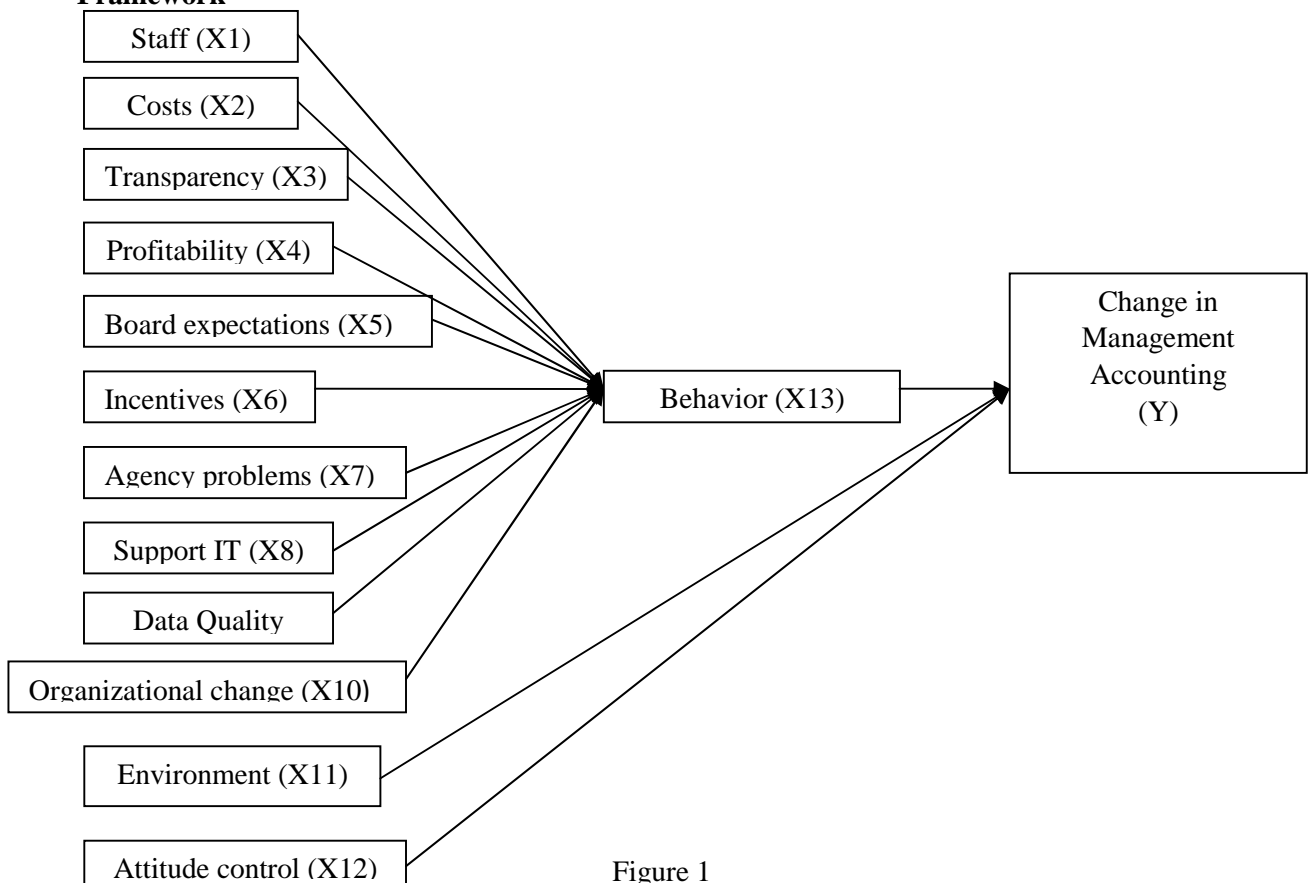 Framework
Staff (X1)
Costs (X2)
Transparency (X3)
Profitability (X4)
Board expectations (X5)
Incentives (X6)
Agency problems (X7)
Support IT (X8)
Data Quality
Organizational change (X10)
Environment (X11)
Attitude control (X12)
Behavior (X13)
Change in
Management
Accounting
(Y)
Figure 1